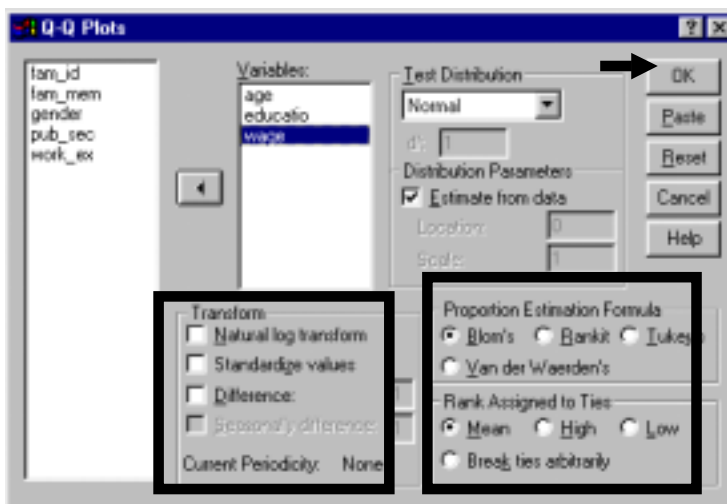 Q-Q Plots
fam_id
fam_mem
gender
pub_sec
work_ex
Variables:
age
educatio
wage
Test Distribution
Normal
df: 1
Distribution Parameters
Estimate from data
Location: 0
Scale: 1
OK
Paste
Reset
Cancel
Help
Transform
Natural log transform
Standardize values
Difference: 1
Seasonally difference: 1
Current Periodicity: None
Proportion Estimation Formula
Blom's Rankit Tukey's
Van der Waerden's
Rank Assigned to Ties
Mean High Low
Break ties arbitrarily